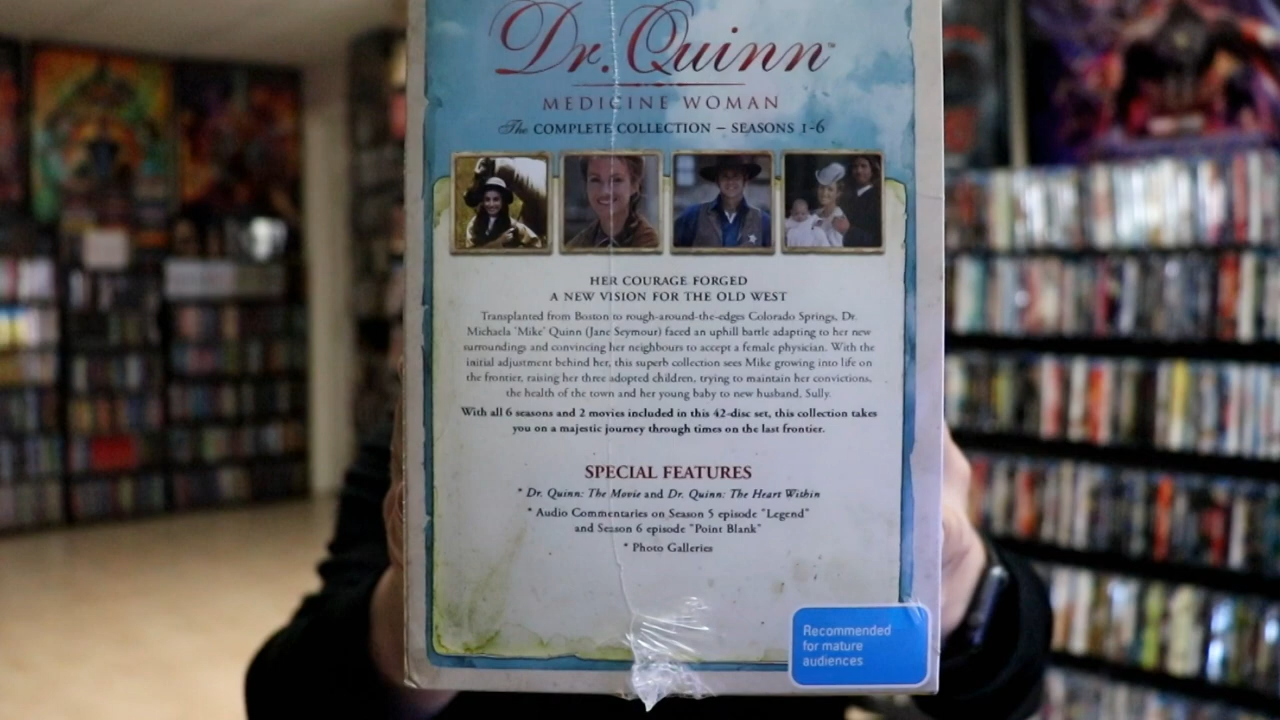 Dr. Quinn™
MEDICINE WOMAN
The COMPLETE COLLECTION – SEASONS 1-6
HER COURAGE FORGED
A NEW VISION FOR THE OLD WEST
Transplanted from Boston to rough-around-the-edges Colorado Springs, Dr.
Michaela 'Mike' Quinn (Jane Seymour) faced an uphill battle adapting to her new
surroundings and convincing her neighbours to accept a female physician. With the
initial adjustment behind her, this superb collection sees Mike growing into life on
the frontier, raising her three adopted children, trying to maintain her convictions,
the health of the town and her young baby to new husband, Sully.
With all 6 seasons and 2 movies included in this 42-disc set, this collection takes
you on a majestic journey through times on the last frontier.
SPECIAL FEATURES
* Dr. Quinn: The Movie and Dr. Quinn: The Heart Within
* Audio Commentaries on Season 5 episode "Legend"
and Season 6 episode "Point Blank"
* Photo Galleries
Recommended
for mature
audiences